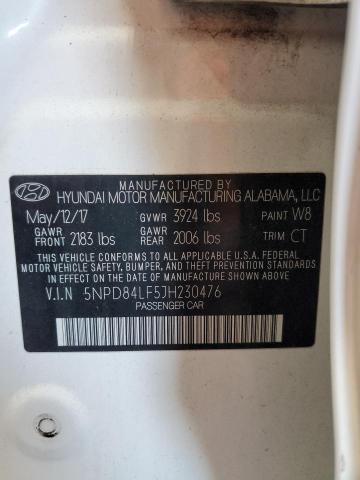 MANUFACTURED BY
HYUNDAI MOTOR MANUFACTURING ALABAMA, LLC
May/12/17 GVWR 3924 lbs PAINT W8
GAWR FRONT 2183 lbs GAWR REAR 2006 lbs TRIM CT
THIS VEHICLE CONFORMS TO ALL APPLICABLE U.S.A. FEDERAL
MOTOR VEHICLE SAFETY, BUMPER, AND THEFT PREVENTION
STANDARDS IN EFFECT ON THE DATE OF MANUFACTURE SHOWN ABOVE.
V.I.N 5NPD84LF5JH230476
PASSENGER CAR